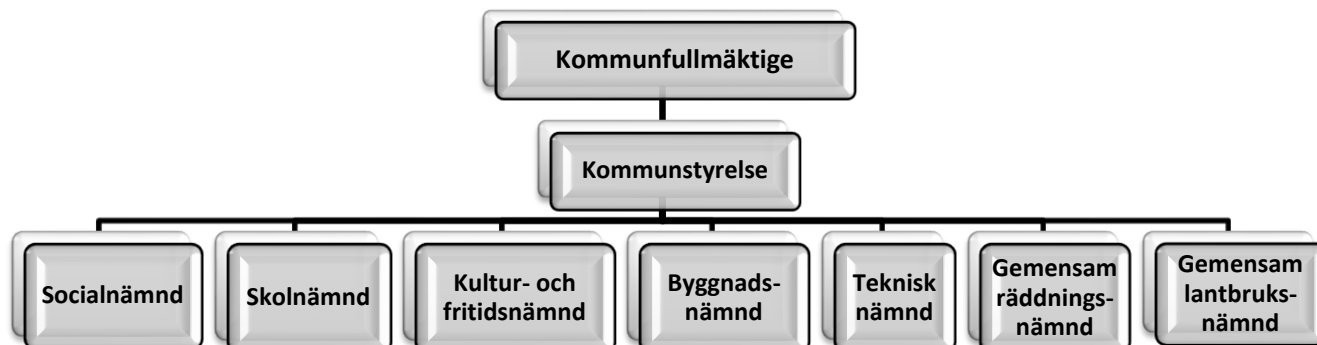 Kommunfullmäktige
Kommunstyrelse
Socialnämnd
Skolnämnd
Kultur- och
fritidsnämnd
Byggnads-
nämnd
Teknisk
nämnd
Gemensam
räddnings-
nämnd
Gemensam
lantbruks-
nämnd